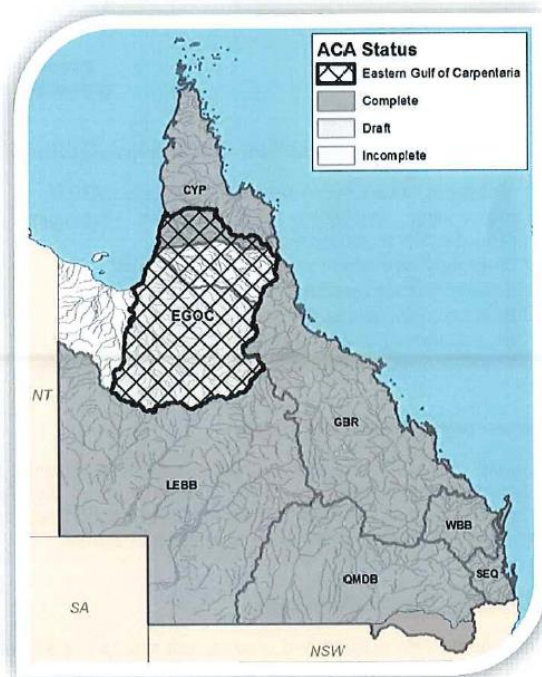 ACA Status
Eastern Gulf of Carpentaria
Complete
Draft
Incomplete
CYP
EGOC
NT
GBR
LEBB
WBB
SEQ
QMDB
SA
NSW